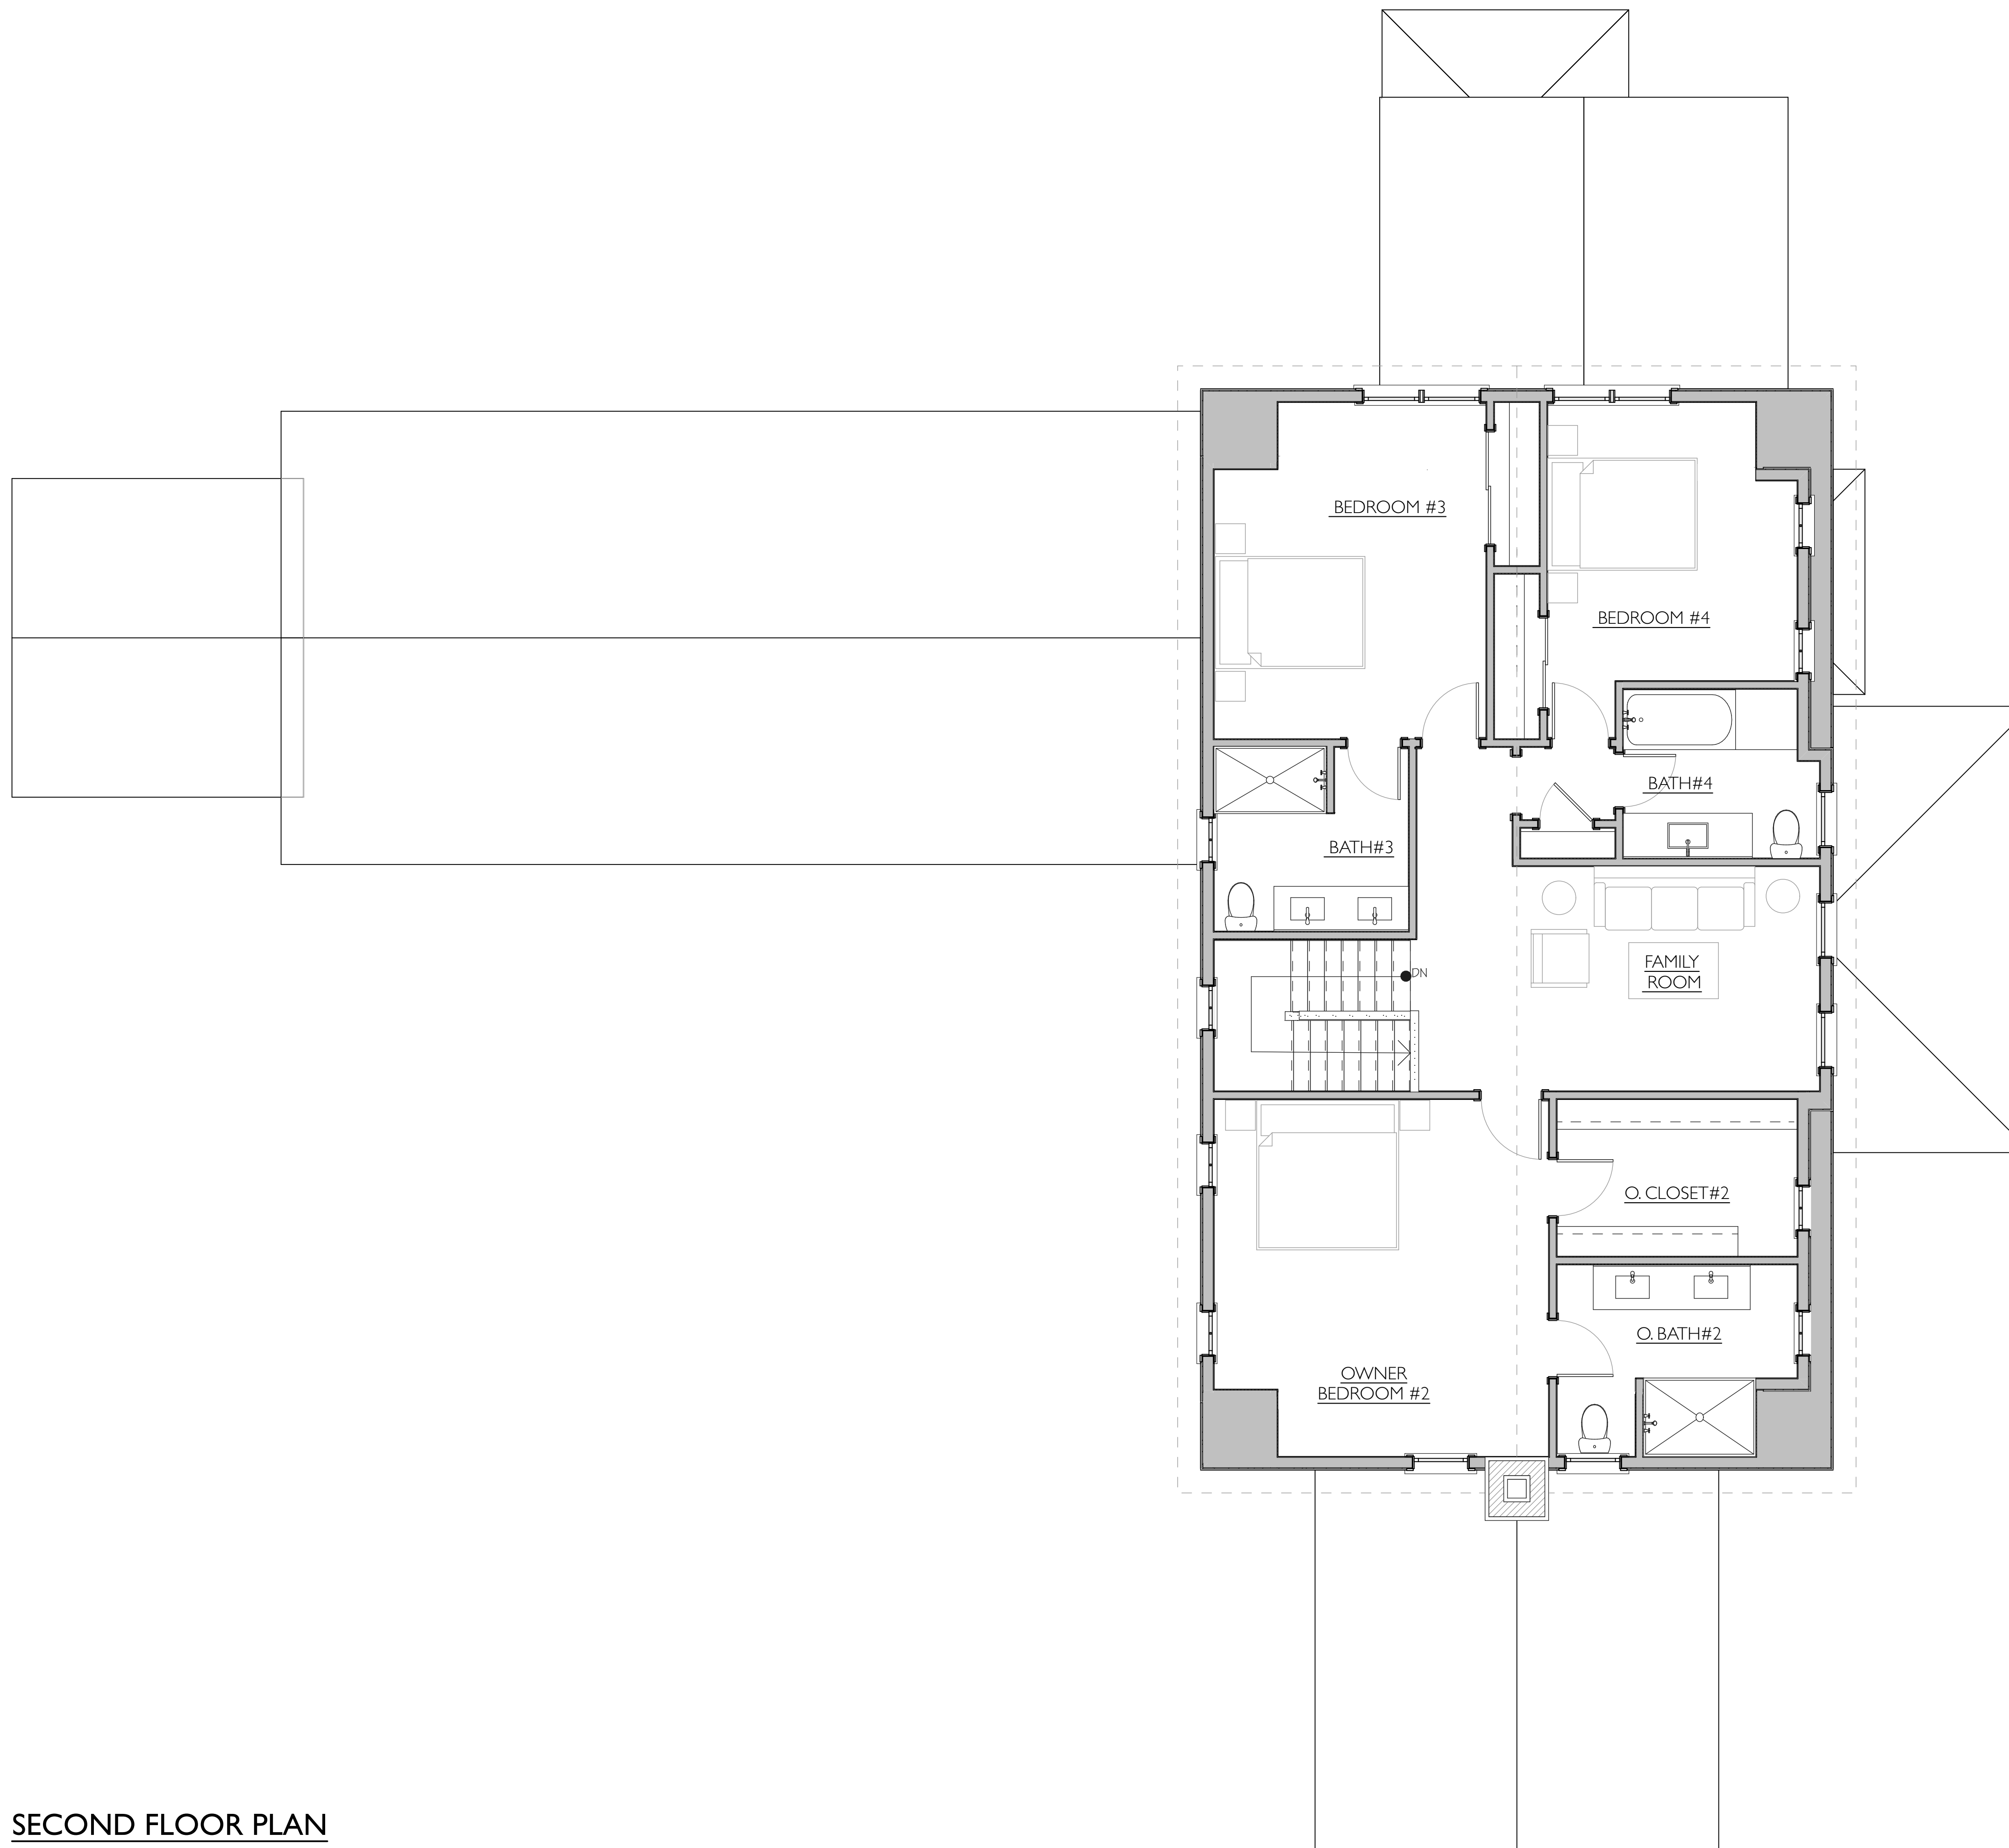 BEDROOM #3
BEDROOM #4
BATH#4
BATH#3
FAMILY
ROOM
DN
O. CLOSET#2
O. BATH#2
OWNER
BEDROOM #2
SECOND FLOOR PLAN